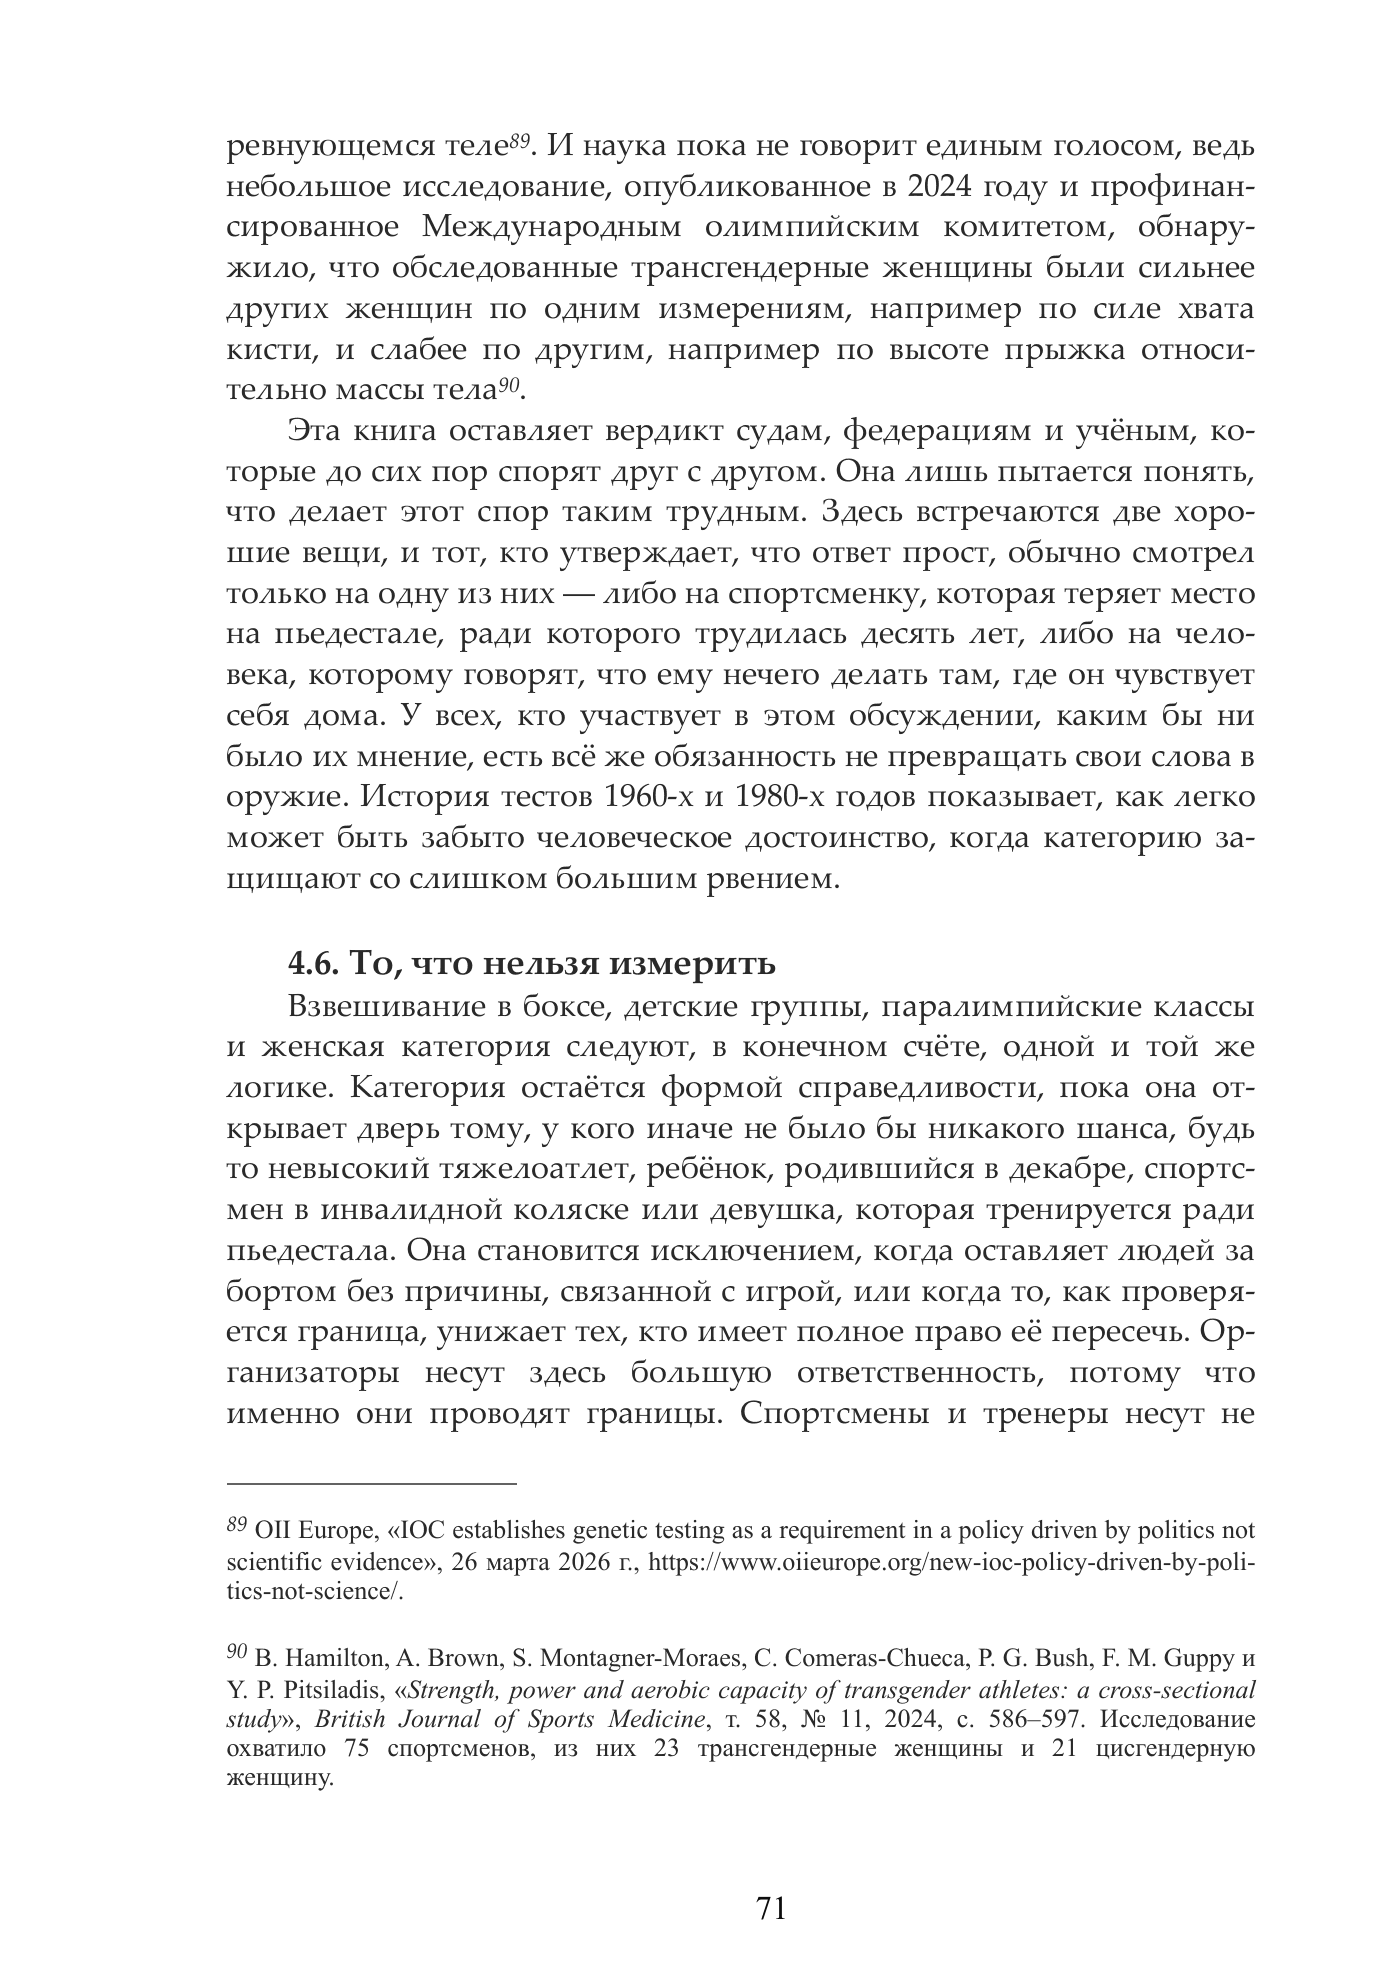 ревнующемся теле89. И наука пока не говорит единым голосом, ведь
небольшое исследование, опубликованное в 2024 году и профинан-
сированное Международным олимпийским комитетом, обнару-
жило, что обследованные трансгендерные женщины были сильнее
других женщин по одним измерениям, например по силе хвата
кисти, и слабее по другим, например по высоте прыжка относи-
тельно массы тела90.
Эта книга оставляет вердикт судам, федерациям и учёным, ко-
торые до сих пор спорят друг с другом. Она лишь пытается понять,
что делает этот спор таким трудным. Здесь встречаются две хоро-
шие вещи, и тот, кто утверждает, что ответ прост, обычно смотрел
только на одну из них — либо на спортсменку, которая теряет место
на пьедестале, ради которого трудилась десять лет, либо на чело-
века, которому говорят, что ему нечего делать там, где он чувствует
себя дома. У всех, кто участвует в этом обсуждении, каким бы ни
было их мнение, есть всё же обязанность не превращать свои слова в
оружие. История тестов 1960-х и 1980-х годов показывает, как легко
может быть забыто человеческое достоинство, когда категорию за-
щищают со слишком большим рвением.
4.6. То, что нельзя измерить
Взвешивание в боксе, детские группы, паралимпийские классы
и женская категория следуют, в конечном счёте, одной и той же
логике. Категория остаётся формой справедливости, пока она от-
крывает дверь тому, у кого иначе не было бы никакого шанса, будь
то невысокий тяжелоатлет, ребёнок, родившийся в декабре, спортс-
мен в инвалидной коляске или девушка, которая тренируется ради
пьедестала. Она становится исключением, когда оставляет людей за
бортом без причины, связанной с игрой, или когда то, как проверя-
ется граница, унижает тех, кто имеет полное право её пересечь. Ор-
ганизаторы несут здесь большую ответственность, потому что
именно они проводят границы. Спортсмены и тренеры несут не
89 OII Europe, «IOC establishes genetic testing as a requirement in a policy driven by politics not
scientific evidence», 26 марта 2026 г., https://www.oiieurope.org/new-ioc-policy-driven-by-poli-
tics-not-science/.
90 B. Hamilton, A. Brown, S. Montagner-Moraes, C. Comeras-Chueca, P. G. Bush, F. M. Guppy и
Y. P. Pitsiladis, «Strength, power and aerobic capacity of transgender athletes: a cross-sectional
study», British Journal of Sports Medicine, т. 58, № 11, 2024, с. 586–597. Исследование
охватило 75 спортсменов, из них 23 трансгендерные женщины и 21 цисгендерную
женщину.
71